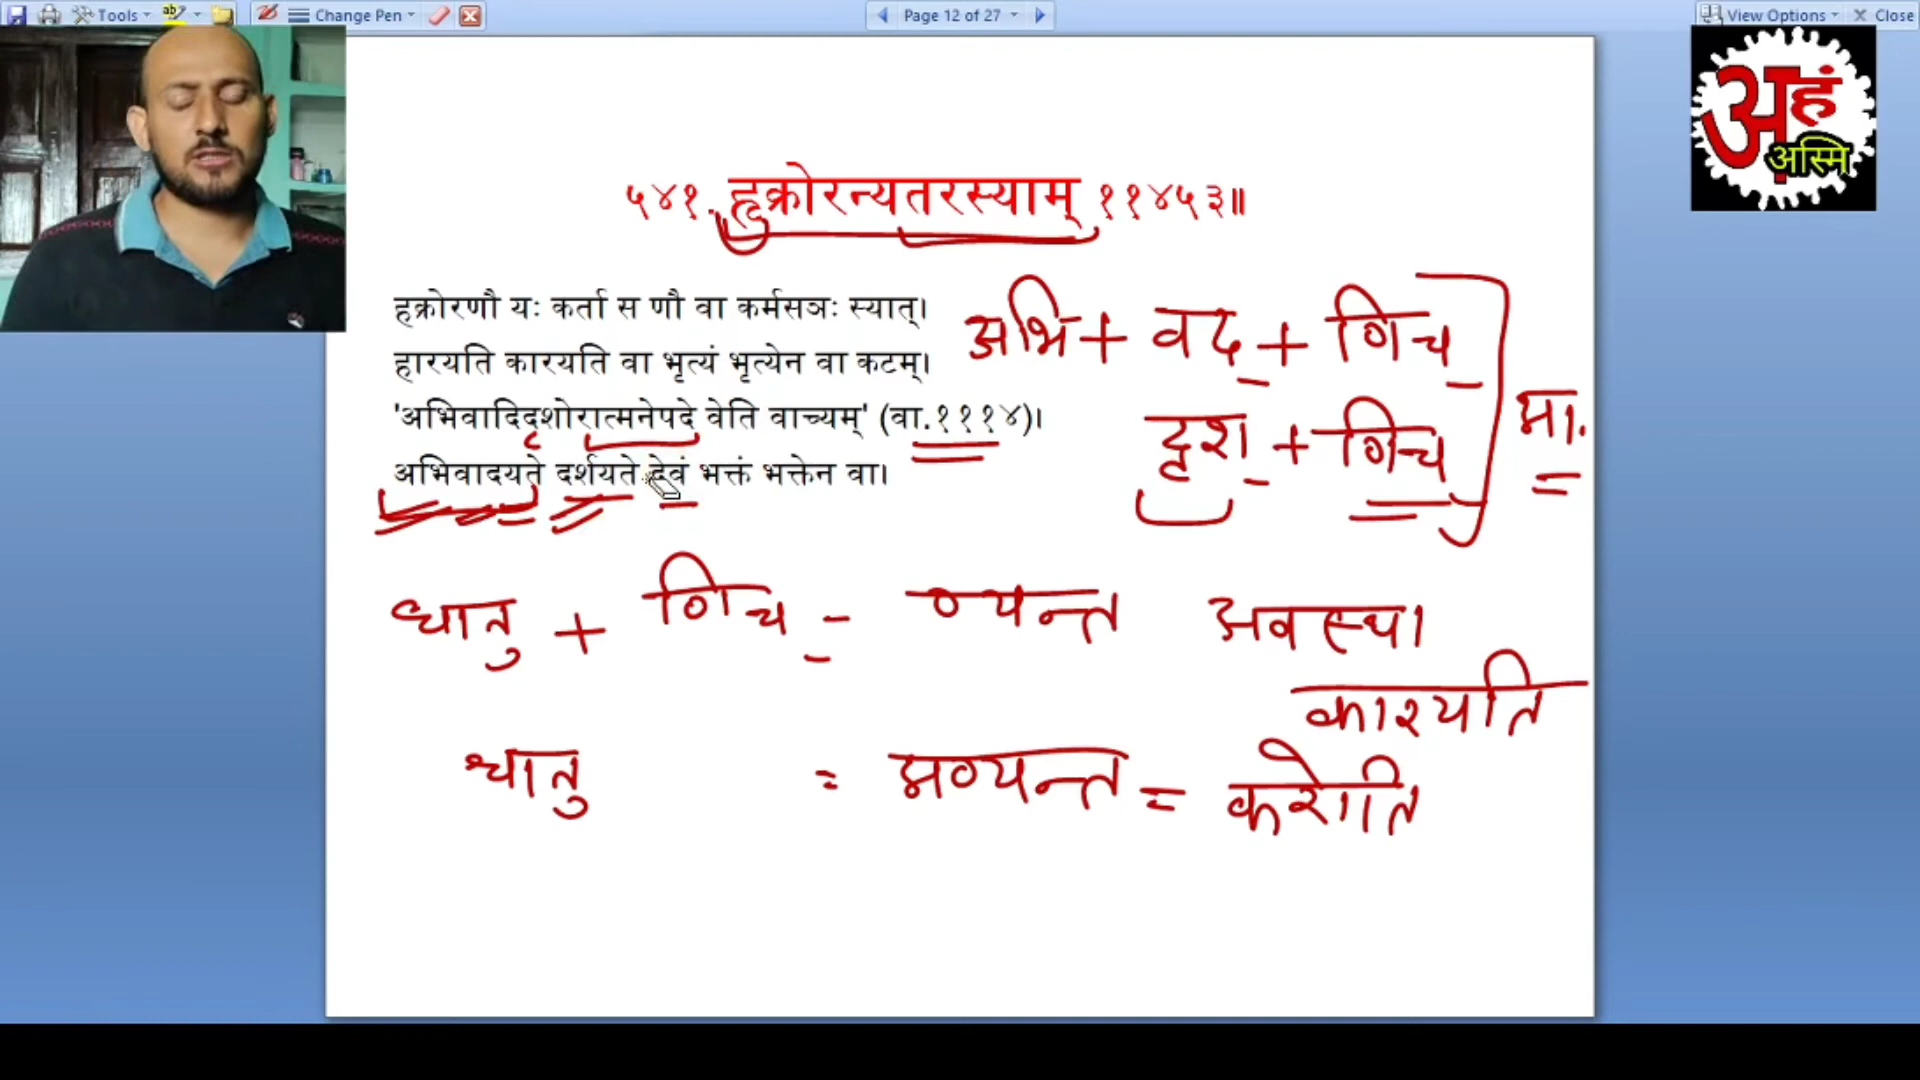 Tools Change Pen Page 12 of 27 View Options Close
अहं
अस्मि
५४१. हृक्रोरन्यतरस्याम् ११४५३॥
हक्रोरणौ यः कर्ता स णौ वा कर्मसञः स्यात्।
हारयति कारयति वा भृत्यं भृत्येन वा कटम्।
'अभिवादिदृशोरात्मनेपदे वेति वाच्यम्' (वा.१११४)।
अभिवादयते दर्शयते देवं भक्तं भक्तेन वा।
अभि + वद + णिच
दृश + णिच
आ.
धातु + णिच = ण्यन्त अवस्था
कारयति
धातु = अण्यन्त = करोति